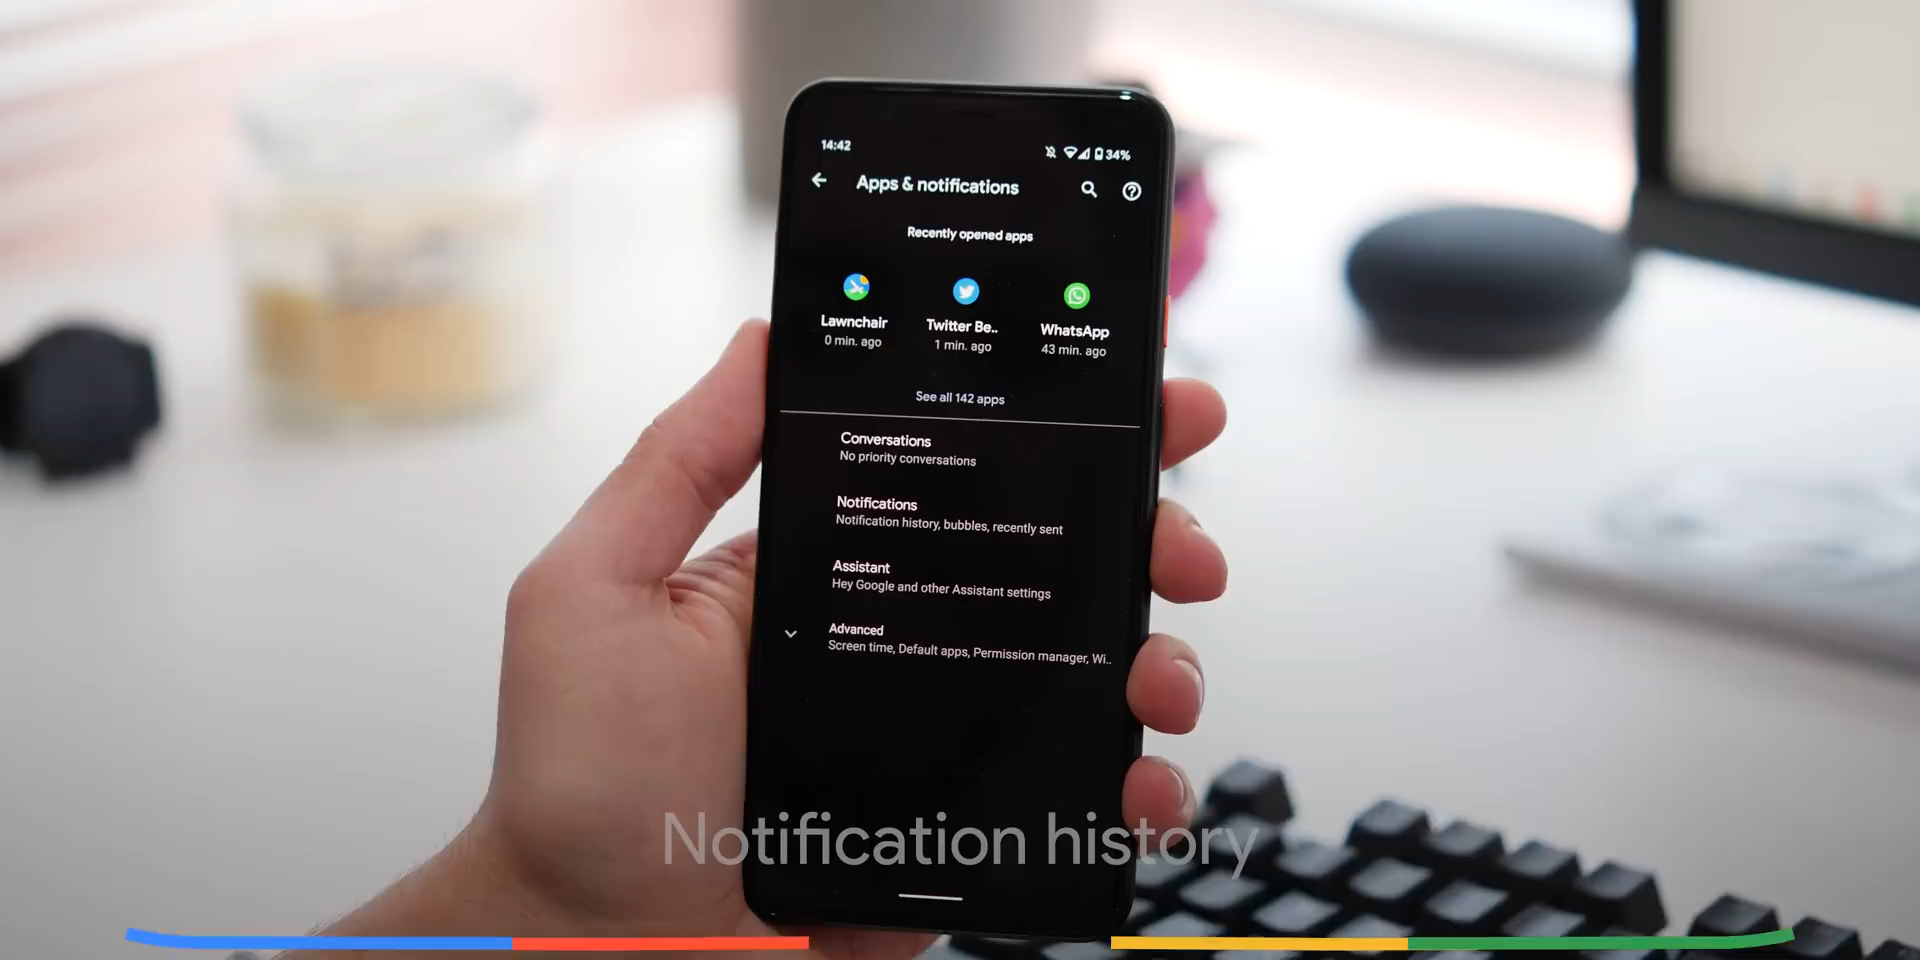 14:42
34%
Apps & notifications
Recently opened apps
Lawnchair
0 min. ago
Twitter Be..
1 min. ago
WhatsApp
43 min. ago
See all 142 apps
Conversations
No priority conversations
Notifications
Notification history, bubbles, recently sent
Assistant
Hey Google and other Assistant settings
Advanced
Screen time, Default apps, Permission manager, Wi..
Notification history